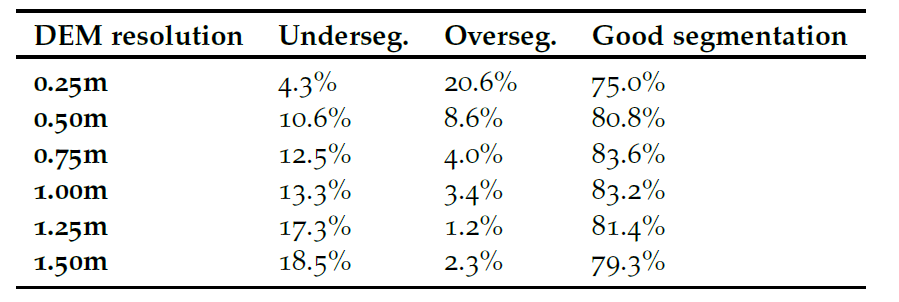 DEM resolution Underseg. Overseg. Good segmentation
0.25m 4.3% 20.6% 75.0%
0.50m 10.6% 8.6% 80.8%
0.75m 12.5% 4.0% 83.6%
1.00m 13.3% 3.4% 83.2%
1.25m 17.3% 1.2% 81.4%
1.50m 18.5% 2.3% 79.3%